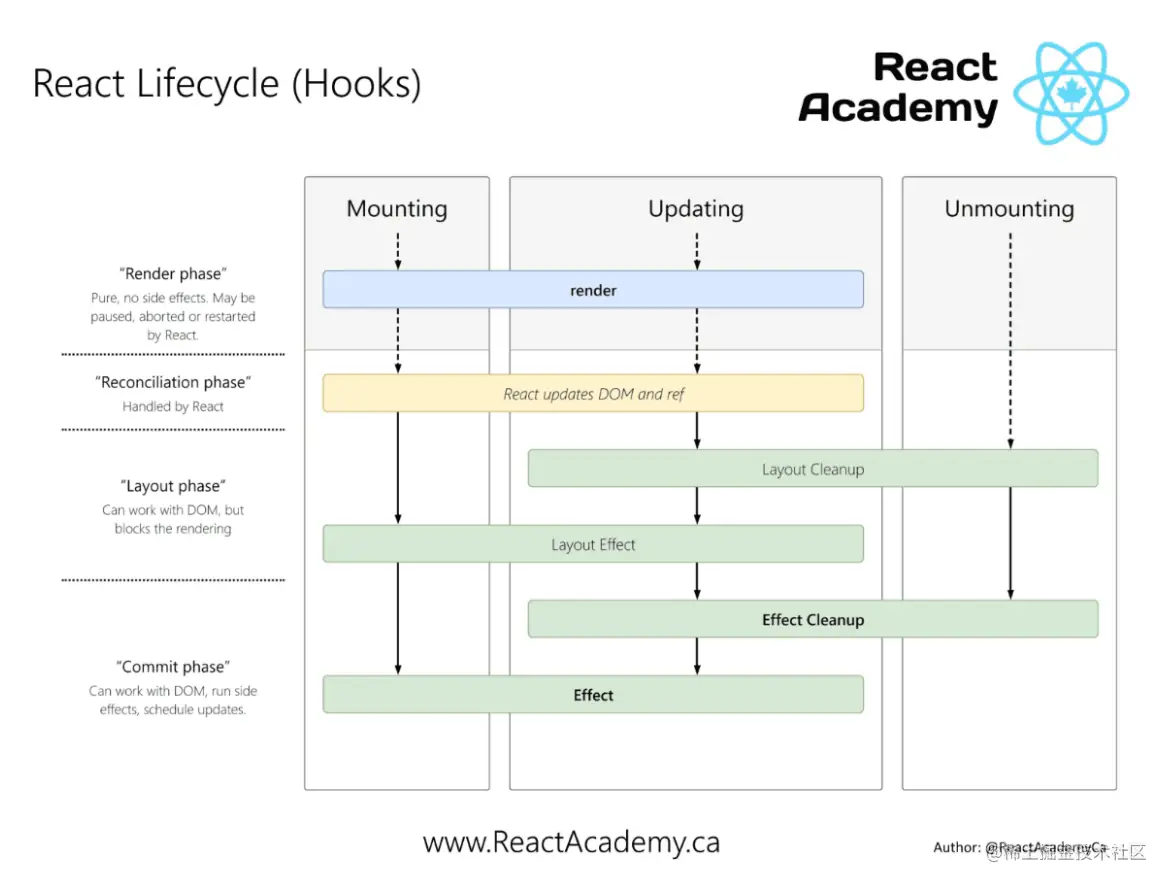 React Lifecycle (Hooks)
React
Academy
Mounting
Updating
Unmounting
“Render phase”
Pure, no side effects. May be
paused, aborted or restarted
by React.
render
“Reconciliation phase”
Handled by React
React updates DOM and ref
“Layout phase”
Can work with DOM, but
blocks the rendering
Layout Cleanup
Layout Effect
“Commit phase”
Can work with DOM, run side
effects, schedule updates.
Effect Cleanup
Effect
www.ReactAcademy.ca
Author: @ReactAcademyCa
@稀土掘金技术社区